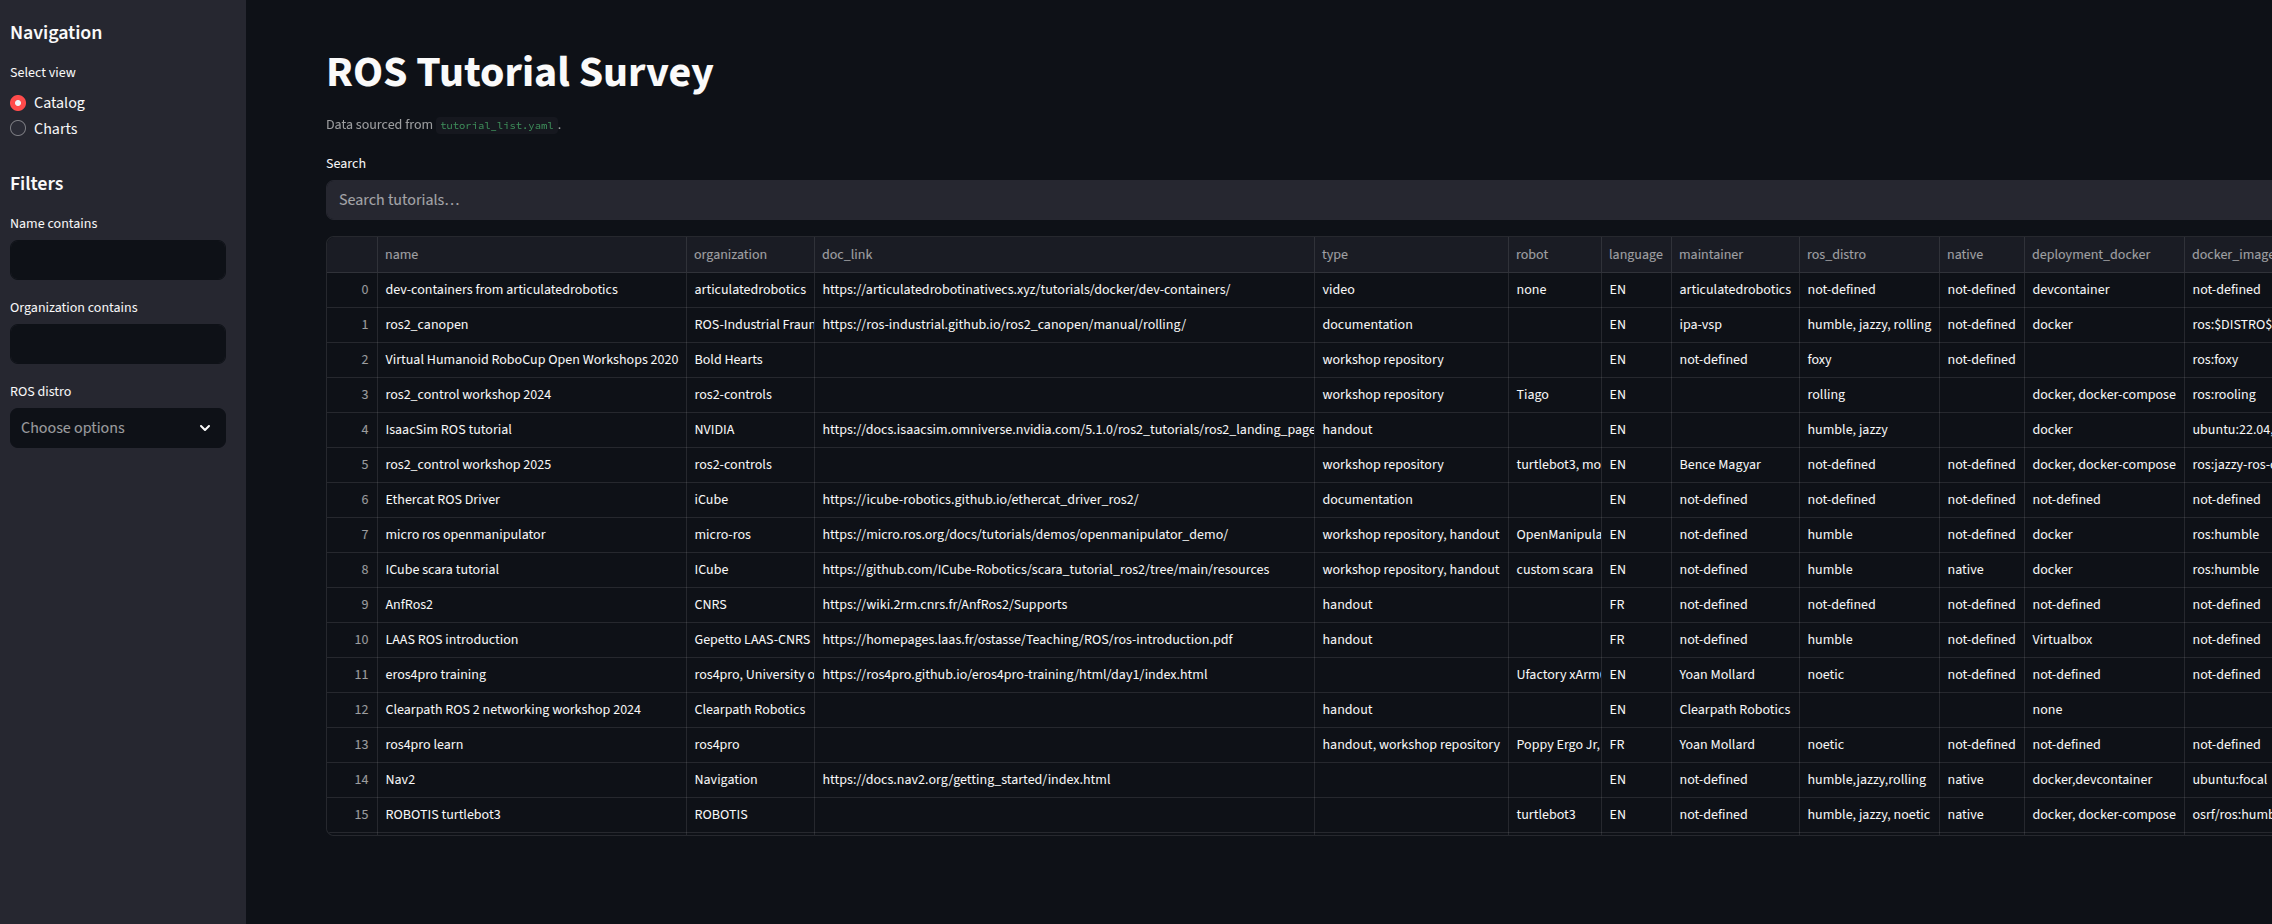 Navigation
Select view
Catalog
Charts
Filters
Name contains
Organization contains
ROS distro
Choose options
ROS Tutorial Survey
Data sourced from tutorial_list.yaml.
Search
Search tutorials…
name organization doc_link type robot language maintainer ros_distro native deployment_docker docker_image
0 dev-containers from articulatedrobotics articulatedrobotics https://articulatedrobotinativecs.xyz/tutorials/docker/dev-containers/ video none EN articulatedrobotics not-defined not-defined devcontainer not-defined
1 ros2_canopen ROS-Industrial Fraun https://ros-industrial.github.io/ros2_canopen/manual/rolling/ documentation EN ipa-vsp humble, jazzy, rolling not-defined docker ros:$DISTRO$
2 Virtual Humanoid RoboCup Open Workshops 2020 Bold Hearts workshop repository EN not-defined foxy not-defined ros:foxy
3 ros2_control workshop 2024 ros2-controls workshop repository Tiago EN rolling docker, docker-compose ros:rooling
4 IsaacSim ROS tutorial NVIDIA https://docs.isaacsim.omniverse.nvidia.com/5.1.0/ros2_tutorials/ros2_landing_page handout EN humble, jazzy docker ubuntu:22.04,
5 ros2_control workshop 2025 ros2-controls workshop repository turtlebot3, mo EN Bence Magyar not-defined not-defined docker, docker-compose ros:jazzy-ros-
6 Ethercat ROS Driver iCube https://icube-robotics.github.io/ethercat_driver_ros2/ documentation EN not-defined not-defined not-defined not-defined not-defined
7 micro ros openmanipulator micro-ros https://micro.ros.org/docs/tutorials/demos/openmanipulator_demo/ workshop repository, handout OpenManipula EN not-defined humble not-defined docker ros:humble
8 ICube scara tutorial ICube https://github.com/ICube-Robotics/scara_tutorial_ros2/tree/main/resources workshop repository, handout custom scara EN not-defined humble native docker ros:humble
9 AnfRos2 CNRS https://wiki.2rm.cnrs.fr/AnfRos2/Supports handout FR not-defined not-defined not-defined not-defined not-defined
10 LAAS ROS introduction Gepetto LAAS-CNRS https://homepages.laas.fr/ostasse/Teaching/ROS/ros-introduction.pdf handout FR not-defined humble not-defined Virtualbox not-defined
11 eros4pro training ros4pro, University o https://ros4pro.github.io/eros4pro-training/html/day1/index.html Ufactory xArm EN Yoan Mollard noetic not-defined not-defined not-defined
12 Clearpath ROS 2 networking workshop 2024 Clearpath Robotics handout EN Clearpath Robotics none
13 ros4pro learn ros4pro handout, workshop repository Poppy Ergo Jr, FR Yoan Mollard noetic not-defined not-defined not-defined
14 Nav2 Navigation https://docs.nav2.org/getting_started/index.html EN not-defined humble,jazzy,rolling native docker,devcontainer ubuntu:focal
15 ROBOTIS turtlebot3 ROBOTIS turtlebot3 EN not-defined humble, jazzy, noetic native docker, docker-compose osrf/ros:humb